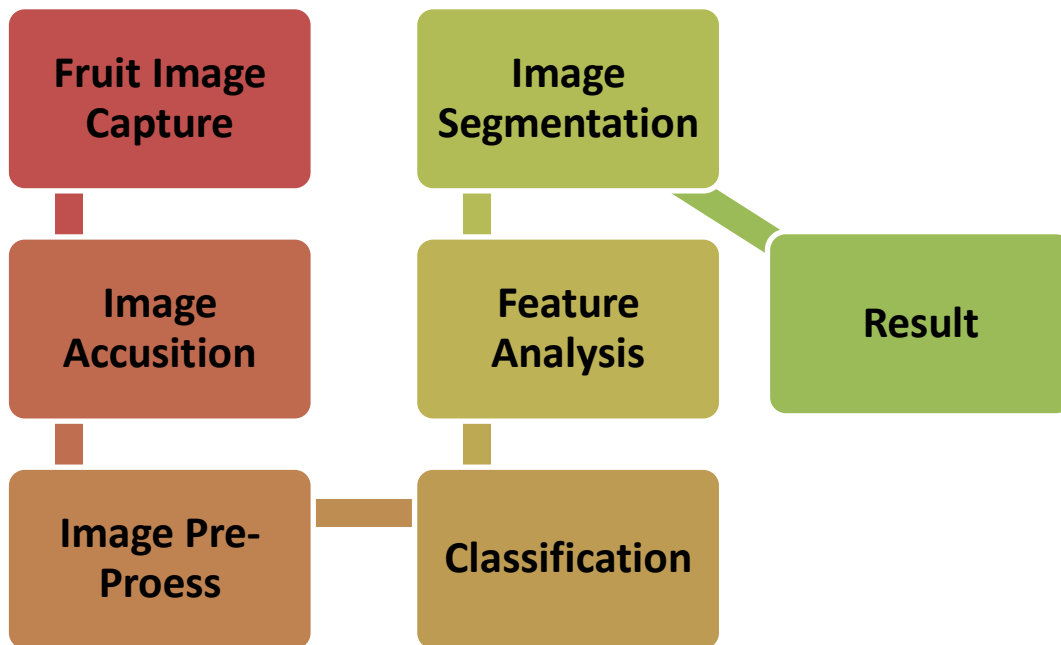 Fruit Image
Capture
Image
Accusition
Image Pre-
Proess
Classification
Feature
Analysis
Image
Segmentation
Result